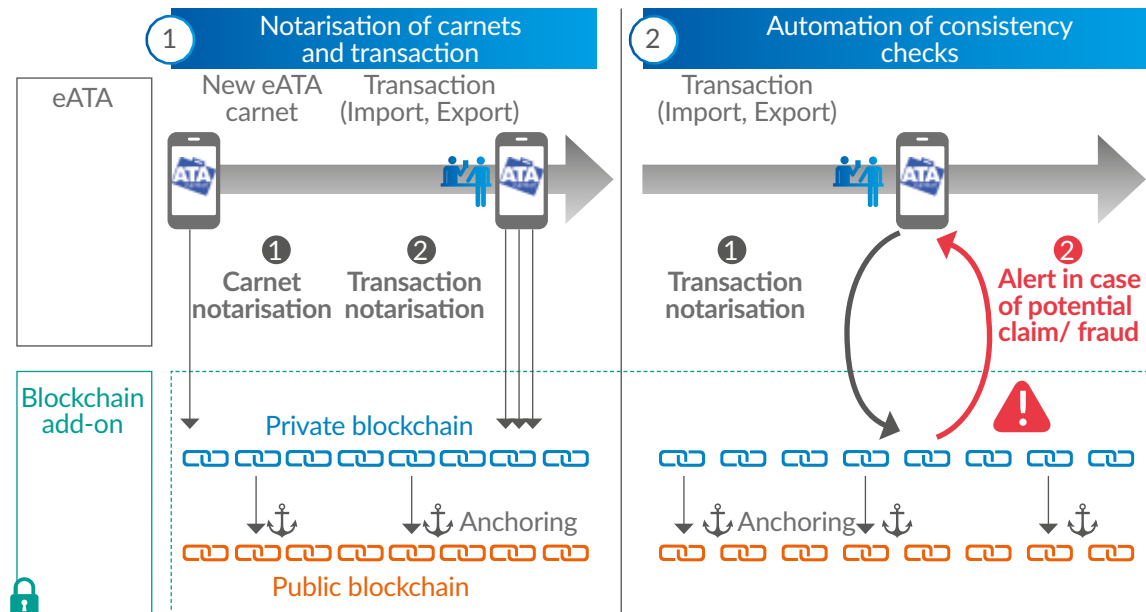 1
Notarisation of carnets
and transaction
2
Automation of consistency
checks
eATA
New eATA
carnet
Transaction
(Import, Export)
Transaction
(Import, Export)
ATA
ATA
ATA
1
Carnet
notarisation
2
Transaction
notarisation
1
Transaction
notarisation
2
Alert in case
of potential
claim/ fraud
Blockchain
add-on
Private blockchain
Anchoring
Anchoring
Public blockchain